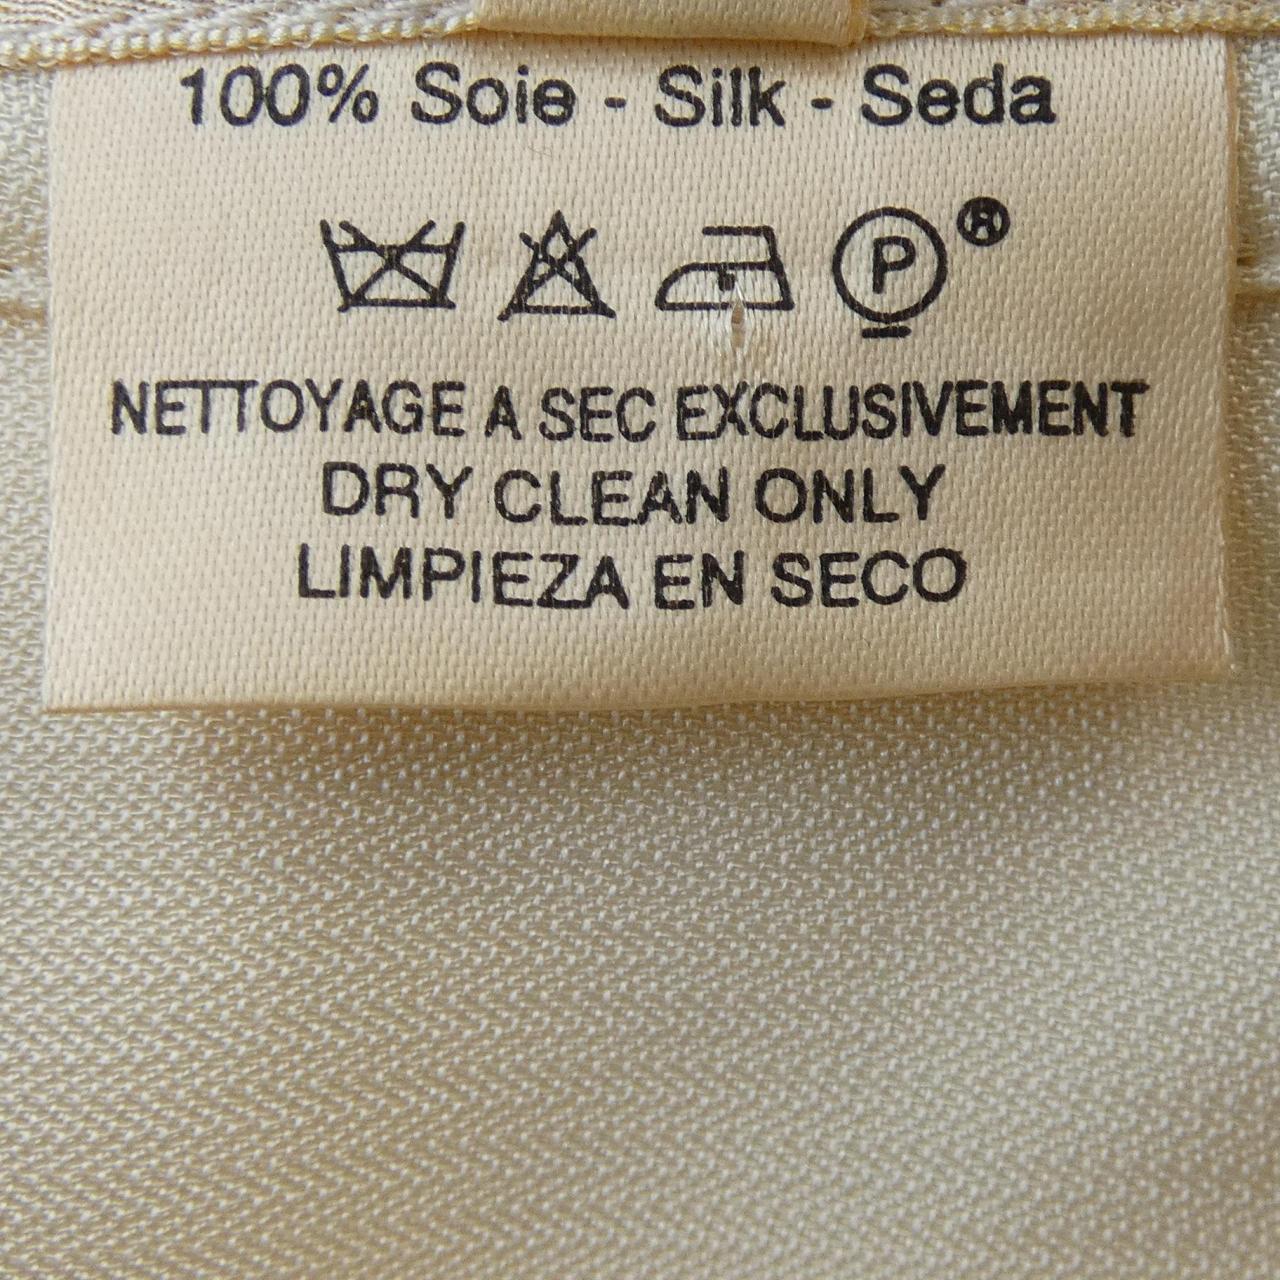 100% Soie - Silk - Seda
P ®
NETTOYAGE A SEC EXCLUSIVEMENT
DRY CLEAN ONLY
LIMPIEZA EN SECO